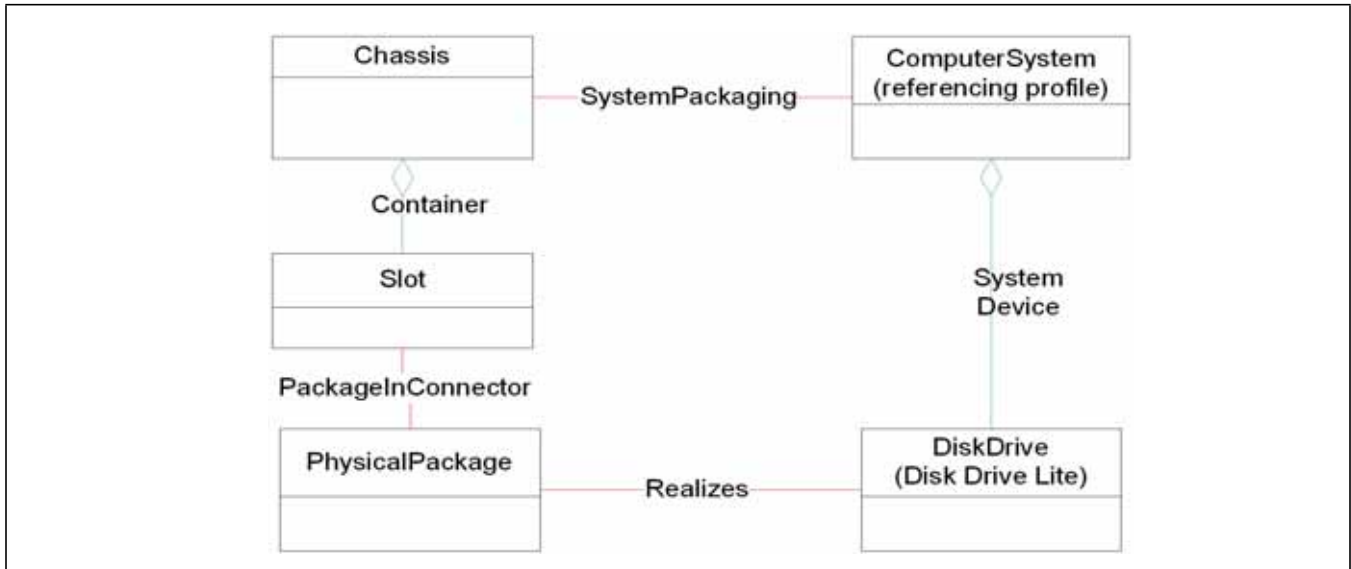 Chassis
ComputerSystem
(referencing profile)
SystemPackaging
Container
Slot
System
Device
PackageInConnector
PhysicalPackage
DiskDrive
(Disk Drive Lite)
Realizes